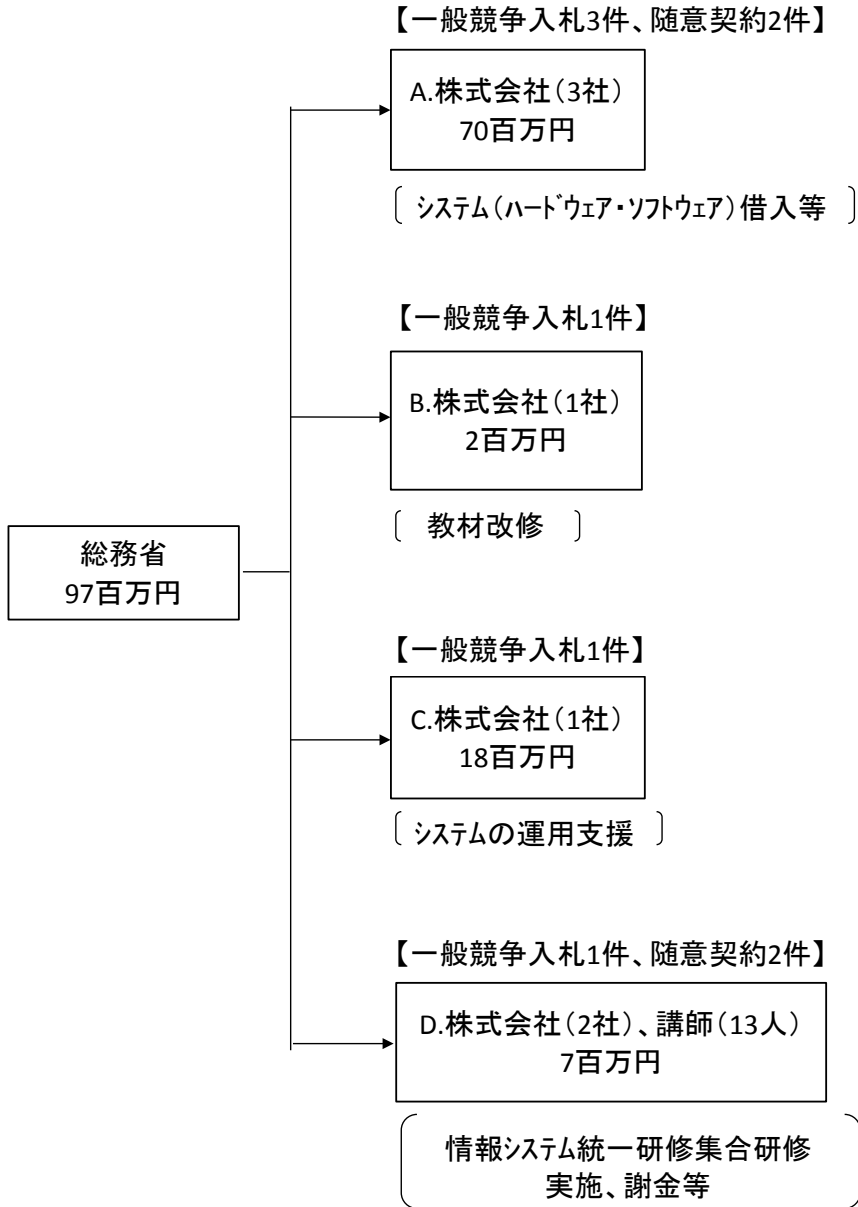 【一般競争入札3件、随意契約2件】
A.株式会社(3社)
70百万円
システム(ハードウェア・ソフトウェア)借入等
【一般競争入札1件】
B.株式会社(1社)
2百万円
教材改修
総務省
97百万円
【一般競争入札1件】
C.株式会社(1社)
18百万円
システムの運用支援
【一般競争入札1件、随意契約2件】
D.株式会社(2社)、講師(13人)
7百万円
情報システム統一研修集合研修
実施、謝金等